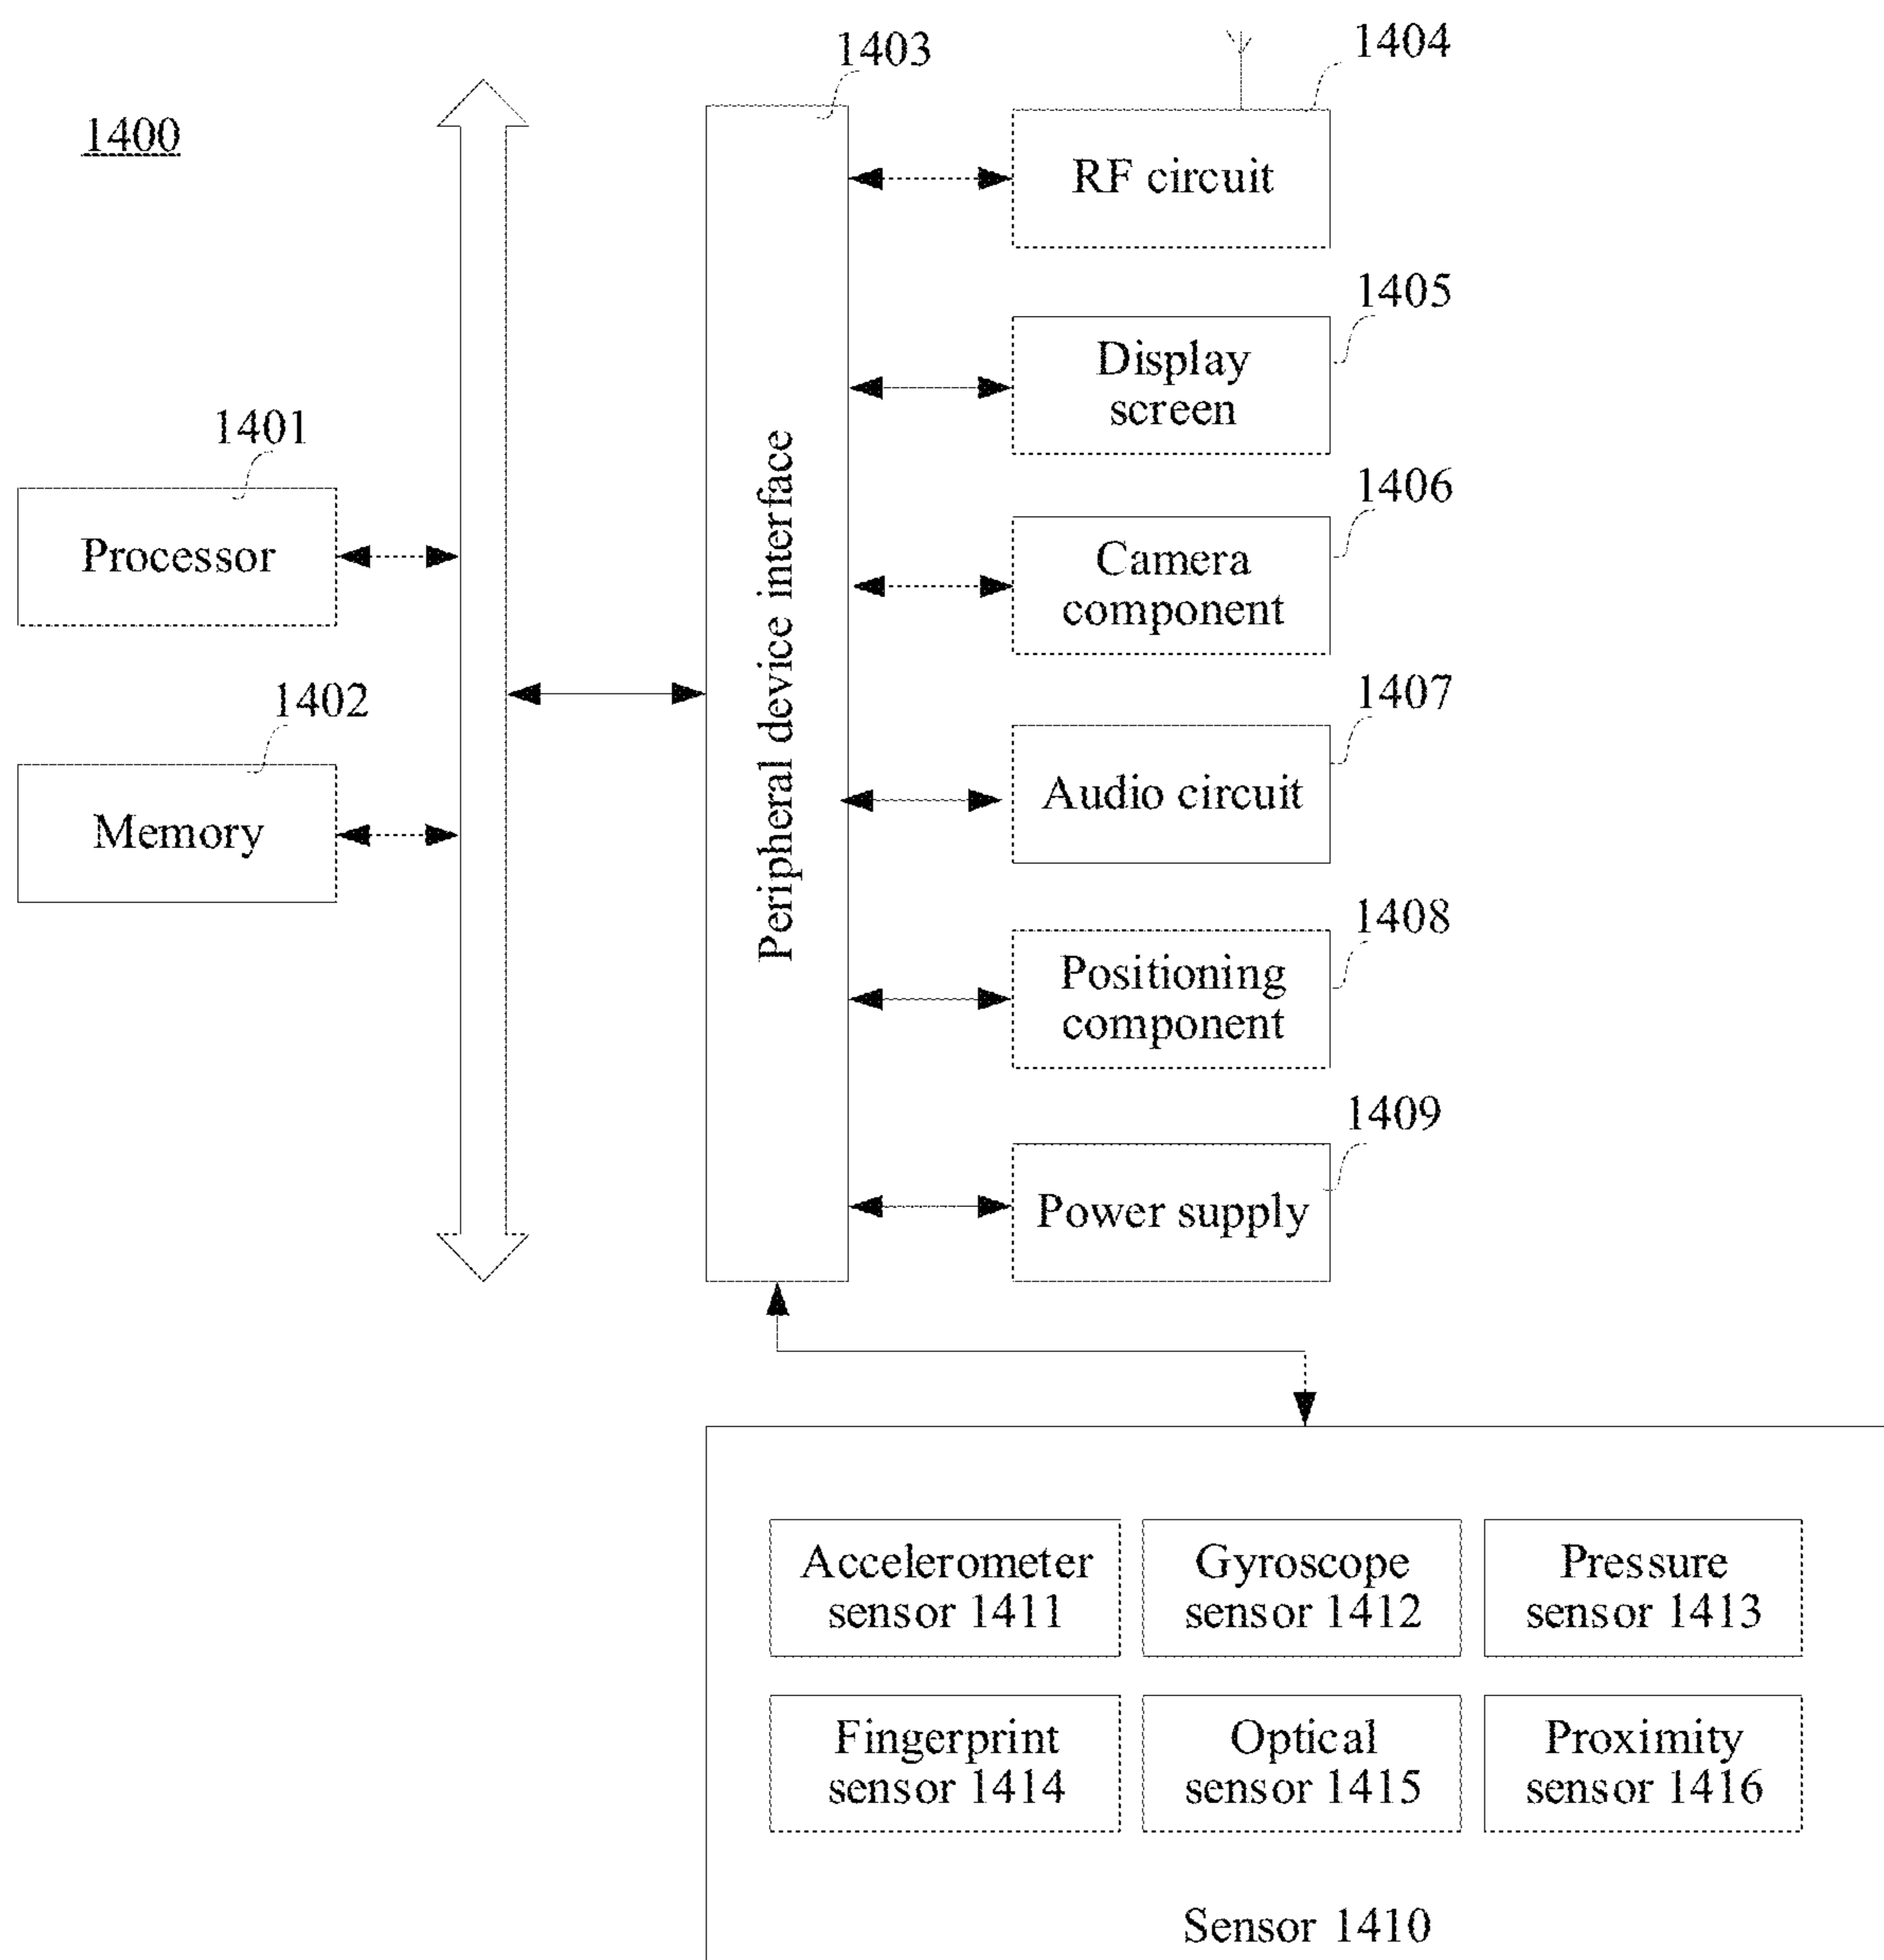 1400
1403
1404
RF circuit
1405
Display
screen
1401
Processor
1406
Camera
component
Peripheral device interface
1402
Memory
1407
Audio circuit
1408
Positioning
component
1409
Power supply
Accelerometer
sensor 1411
Gyroscope
sensor 1412
Pressure
sensor 1413
Fingerprint
sensor 1414
Optical
sensor 1415
Proximity
sensor 1416
Sensor 1410